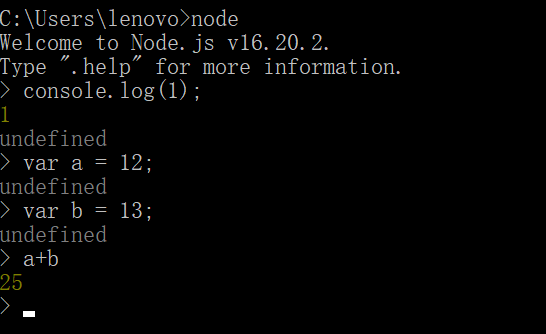 C:\Users\lenovo>node
Welcome to Node.js v16.20.2.
Type ".help" for more information.
> console.log(1);
1
undefined
> var a = 12;
undefined
> var b = 13;
undefined
> a+b
25
>